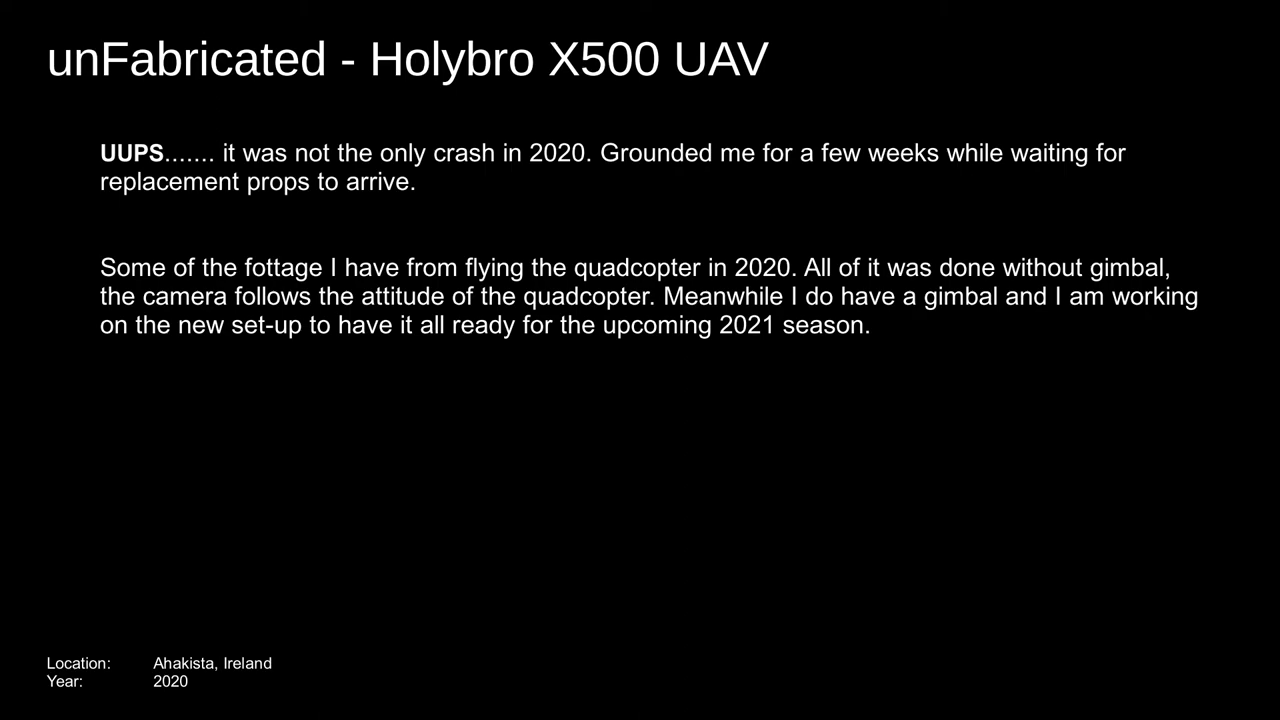 unFabricated - Holybro X500 UAV
UUPS....... it was not the only crash in 2020. Grounded me for a few weeks while waiting for
replacement props to arrive.
Some of the fottage I have from flying the quadcopter in 2020. All of it was done without gimbal,
the camera follows the attitude of the quadcopter. Meanwhile I do have a gimbal and I am working
on the new set-up to have it all ready for the upcoming 2021 season.
Location: Ahakista, Ireland
Year: 2020